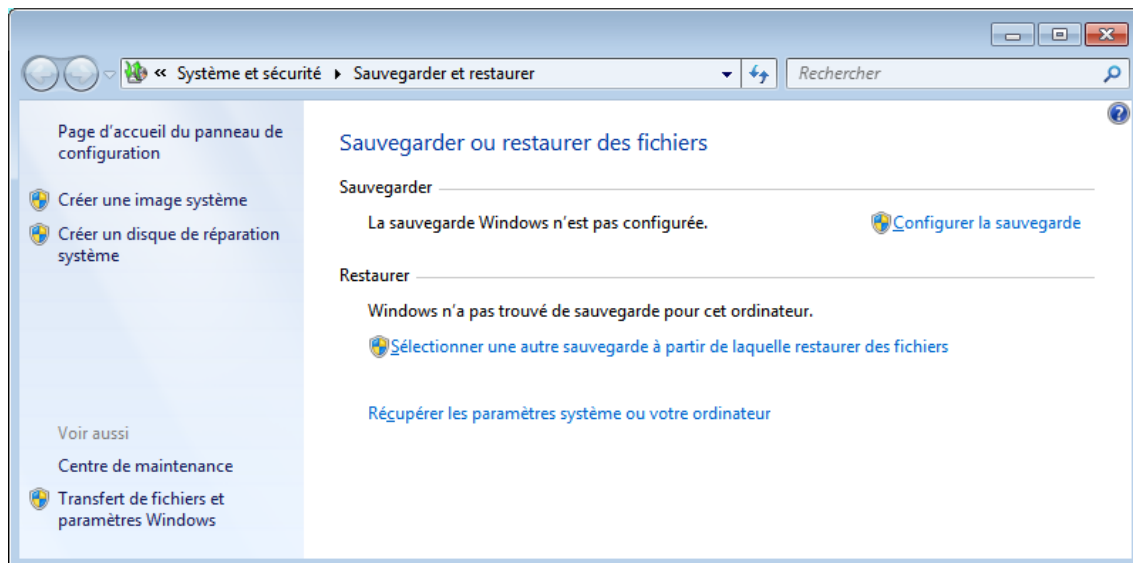 « Système et sécurité ▸ Sauvegarder et restaurer
Rechercher
Page d'accueil du panneau de
configuration
Créer une image système
Créer un disque de réparation
système
Sauvegarder ou restaurer des fichiers
Sauvegarder
La sauvegarde Windows n'est pas configurée.
Configurer la sauvegarde
Restaurer
Windows n'a pas trouvé de sauvegarde pour cet ordinateur.
Sélectionner une autre sauvegarde à partir de laquelle restaurer des fichiers
Récupérer les paramètres système ou votre ordinateur
Voir aussi
Centre de maintenance
Transfert de fichiers et
paramètres Windows